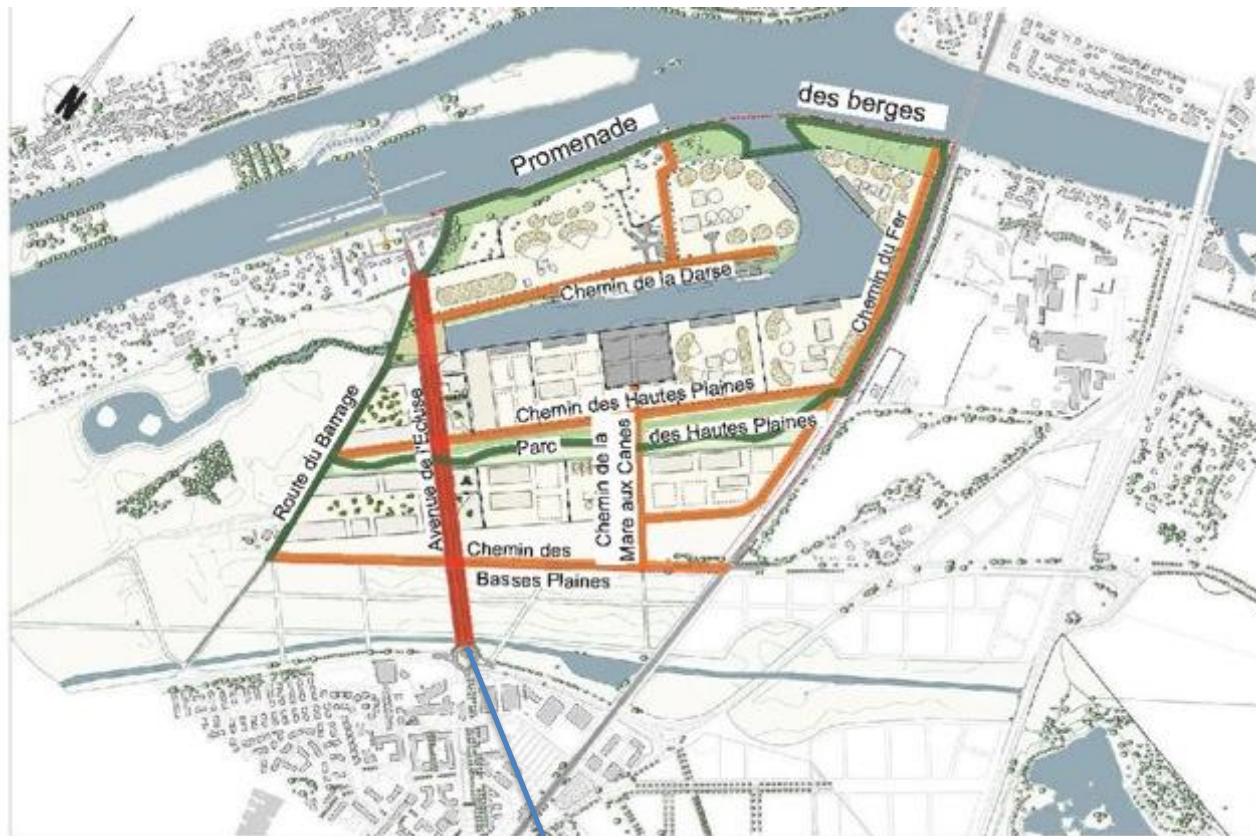 N
des berges
Promenade
Chemin du Fer
Chemin de la Darse
Chemin des Hautes Plaines
Route du Barrage
Avenue de l'Ecluse
Parc
des Hautes Plaines
Chemin de la
Mare aux Canes
Chemin des
Basses Plaines